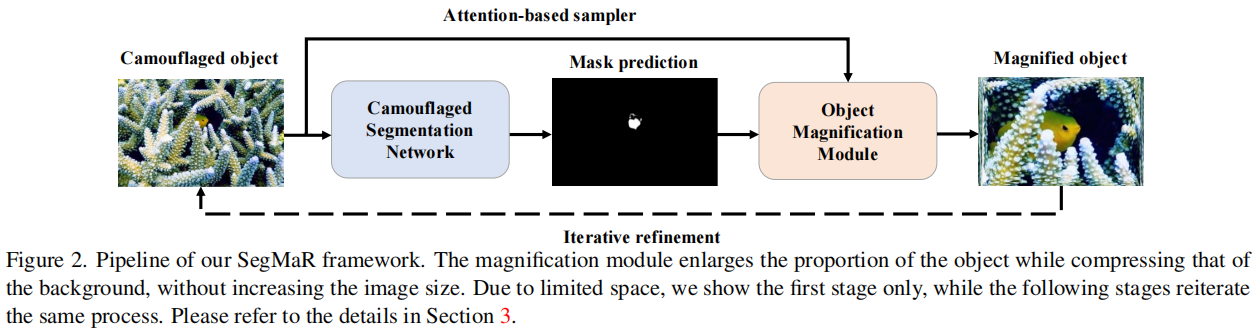 Attention-based sampler
Camouflaged object
Mask prediction
Magnified object
Camouflaged
Segmentation
Network
Object
Magnification
Module
Iterative refinement
Figure 2. Pipeline of our SegMaR framework. The magnification module enlarges the proportion of the object while compressing that of
the background, without increasing the image size. Due to limited space, we show the first stage only, while the following stages reiterate
the same process. Please refer to the details in Section 3.